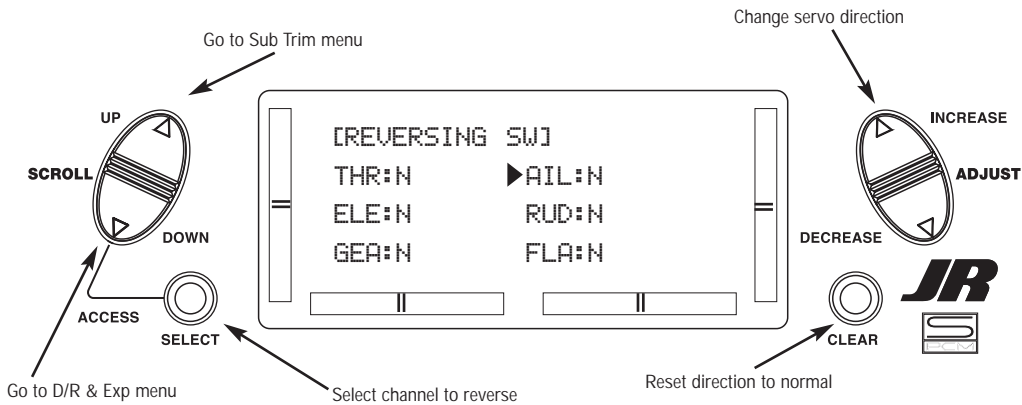 Change servo direction
Go to Sub Trim menu
UP
SCROLL
DOWN
ACCESS
SELECT
[REVERSING SW]
THR:N ▶AIL:N
ELE:N RUD:N
GEA:N FLA:N
INCREASE
ADJUST
DECREASE
CLEAR
JR
S
PCM
Go to D/R & Exp menu
Select channel to reverse
Reset direction to normal